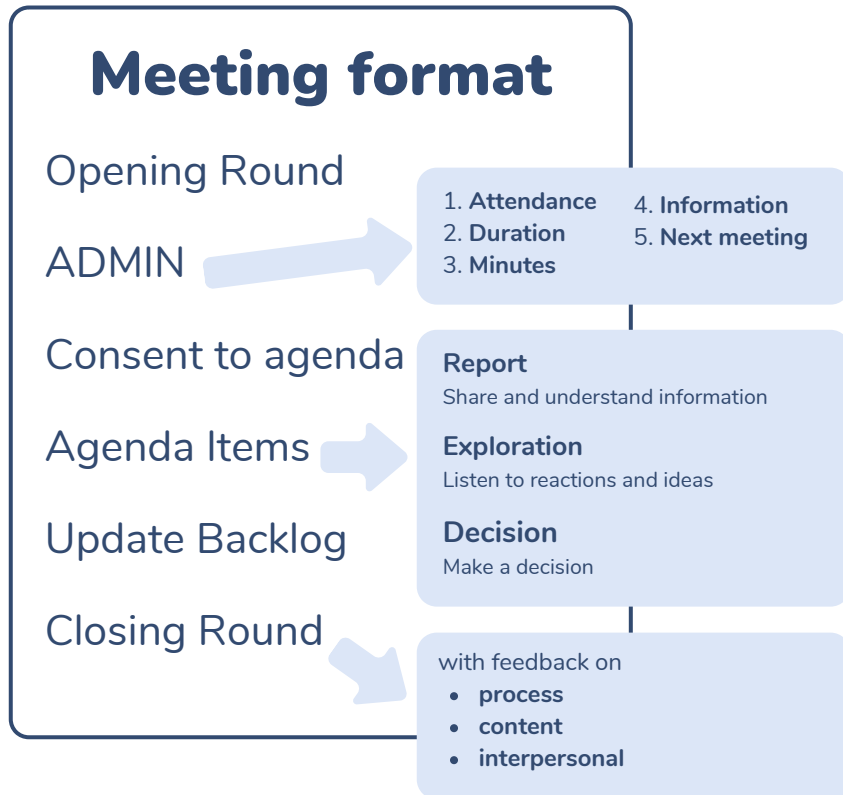 Meeting format
Opening Round
ADMIN
1. Attendance
2. Duration
3. Minutes
4. Information
5. Next meeting
Consent to agenda
Agenda Items
Report
Share and understand information
Exploration
Listen to reactions and ideas
Decision
Make a decision
Update Backlog
Closing Round
with feedback on
• process
• content
• interpersonal